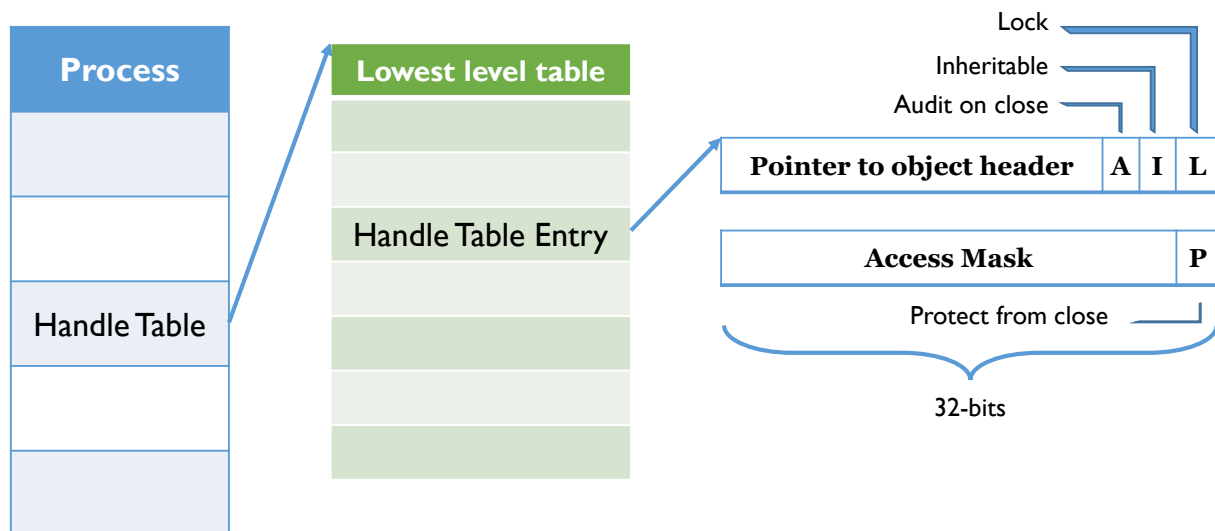 Process
Handle Table
Lowest level table
Handle Table Entry
Lock
Inheritable
Audit on close
Pointer to object header A I L
Access Mask P
Protect from close
32-bits